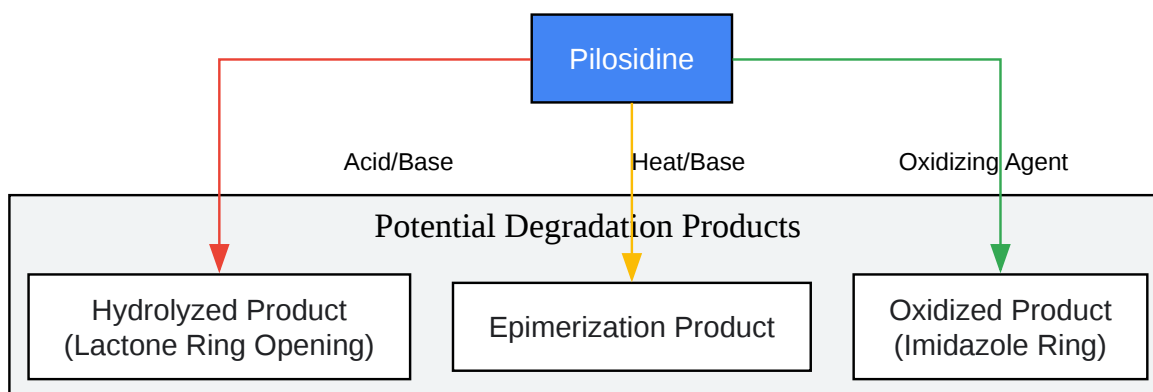 Pilosidine
Acid/Base
Heat/Base
Oxidizing Agent
Potential Degradation Products
Hydrolyzed Product
(Lactone Ring Opening)
Epimerization Product
Oxidized Product
(Imidazole Ring)